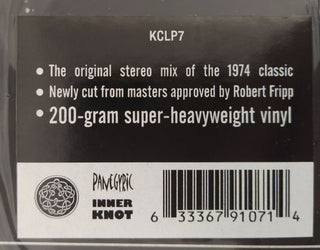 KCLP7
• The original stereo mix of the 1974 classic
• Newly cut from masters approved by Robert Fripp
• 200-gram super-heavyweight vinyl
PANEGYRIC
INNER
KNOT
6 33367 91071 4